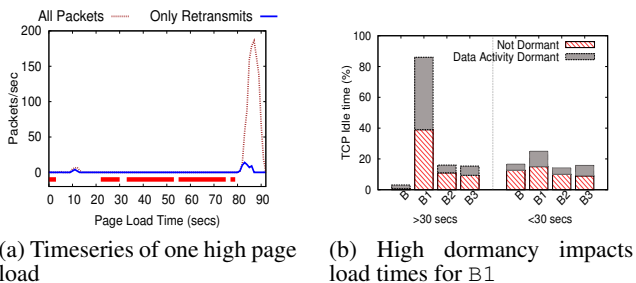 All Packets Only Retransmits
Packets/sec
200
150
100
50
0
0 10 20 30 40 50 60 70 80 90
Page Load Time (secs)
(a) Timeseries of one high page
load
Not Dormant
Data Activity Dormant
TCP Idle time (%)
100
80
60
40
20
0
B B1 B2 B3 B B1 B2 B3
>30 secs <30 secs
(b) High dormancy impacts
load times for B1